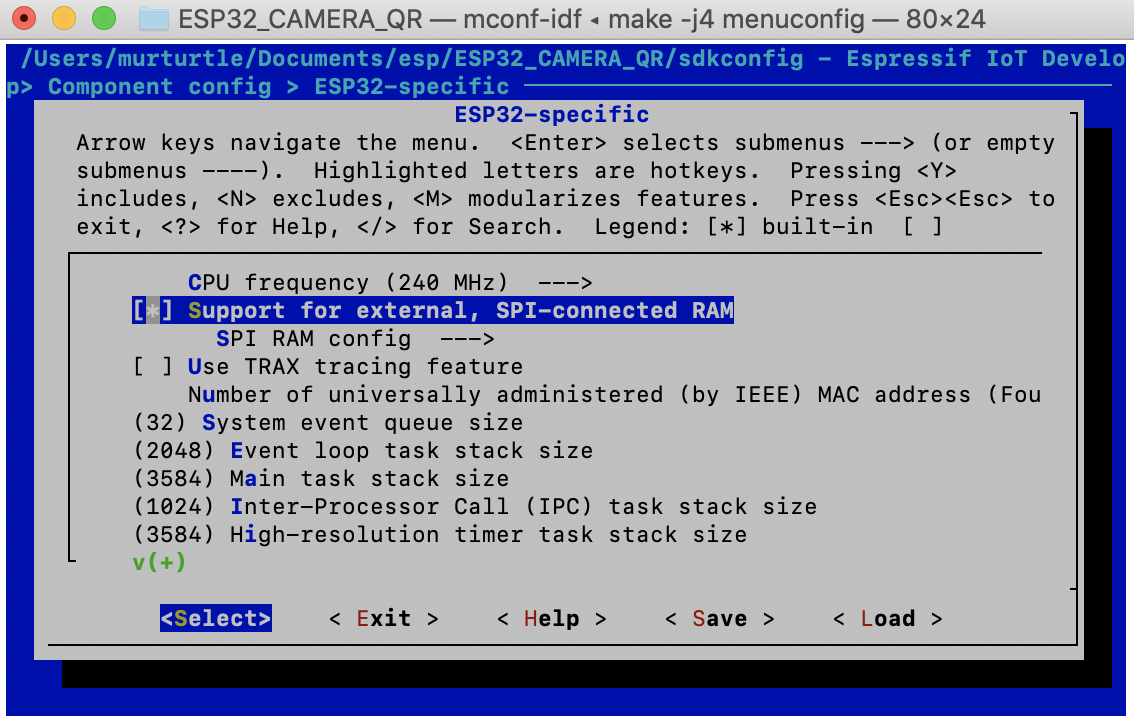 ESP32_CAMERA_QR — mconf-idf ◂ make -j4 menuconfig — 80×24
/Users/murturtle/Documents/esp/ESP32_CAMERA_QR/sdkconfig - Espressif IoT Develo
p> Component config > ESP32-specific
ESP32-specific
Arrow keys navigate the menu.  <Enter> selects submenus ---> (or empty
submenus ----).  Highlighted letters are hotkeys.  Pressing <Y>
includes, <N> excludes, <M> modularizes features.  Press <Esc><Esc> to
exit, <?> for Help, </> for Search.  Legend: [*] built-in  [ ]
CPU frequency (240 MHz)  --->
[*] Support for external, SPI-connected RAM
SPI RAM config  --->
[ ] Use TRAX tracing feature
Number of universally administered (by IEEE) MAC address (Fou
(32) System event queue size
(2048) Event loop task stack size
(3584) Main task stack size
(1024) Inter-Processor Call (IPC) task stack size
(3584) High-resolution timer task stack size
v(+)
<Select>    < Exit >    < Help >    < Save >    < Load >